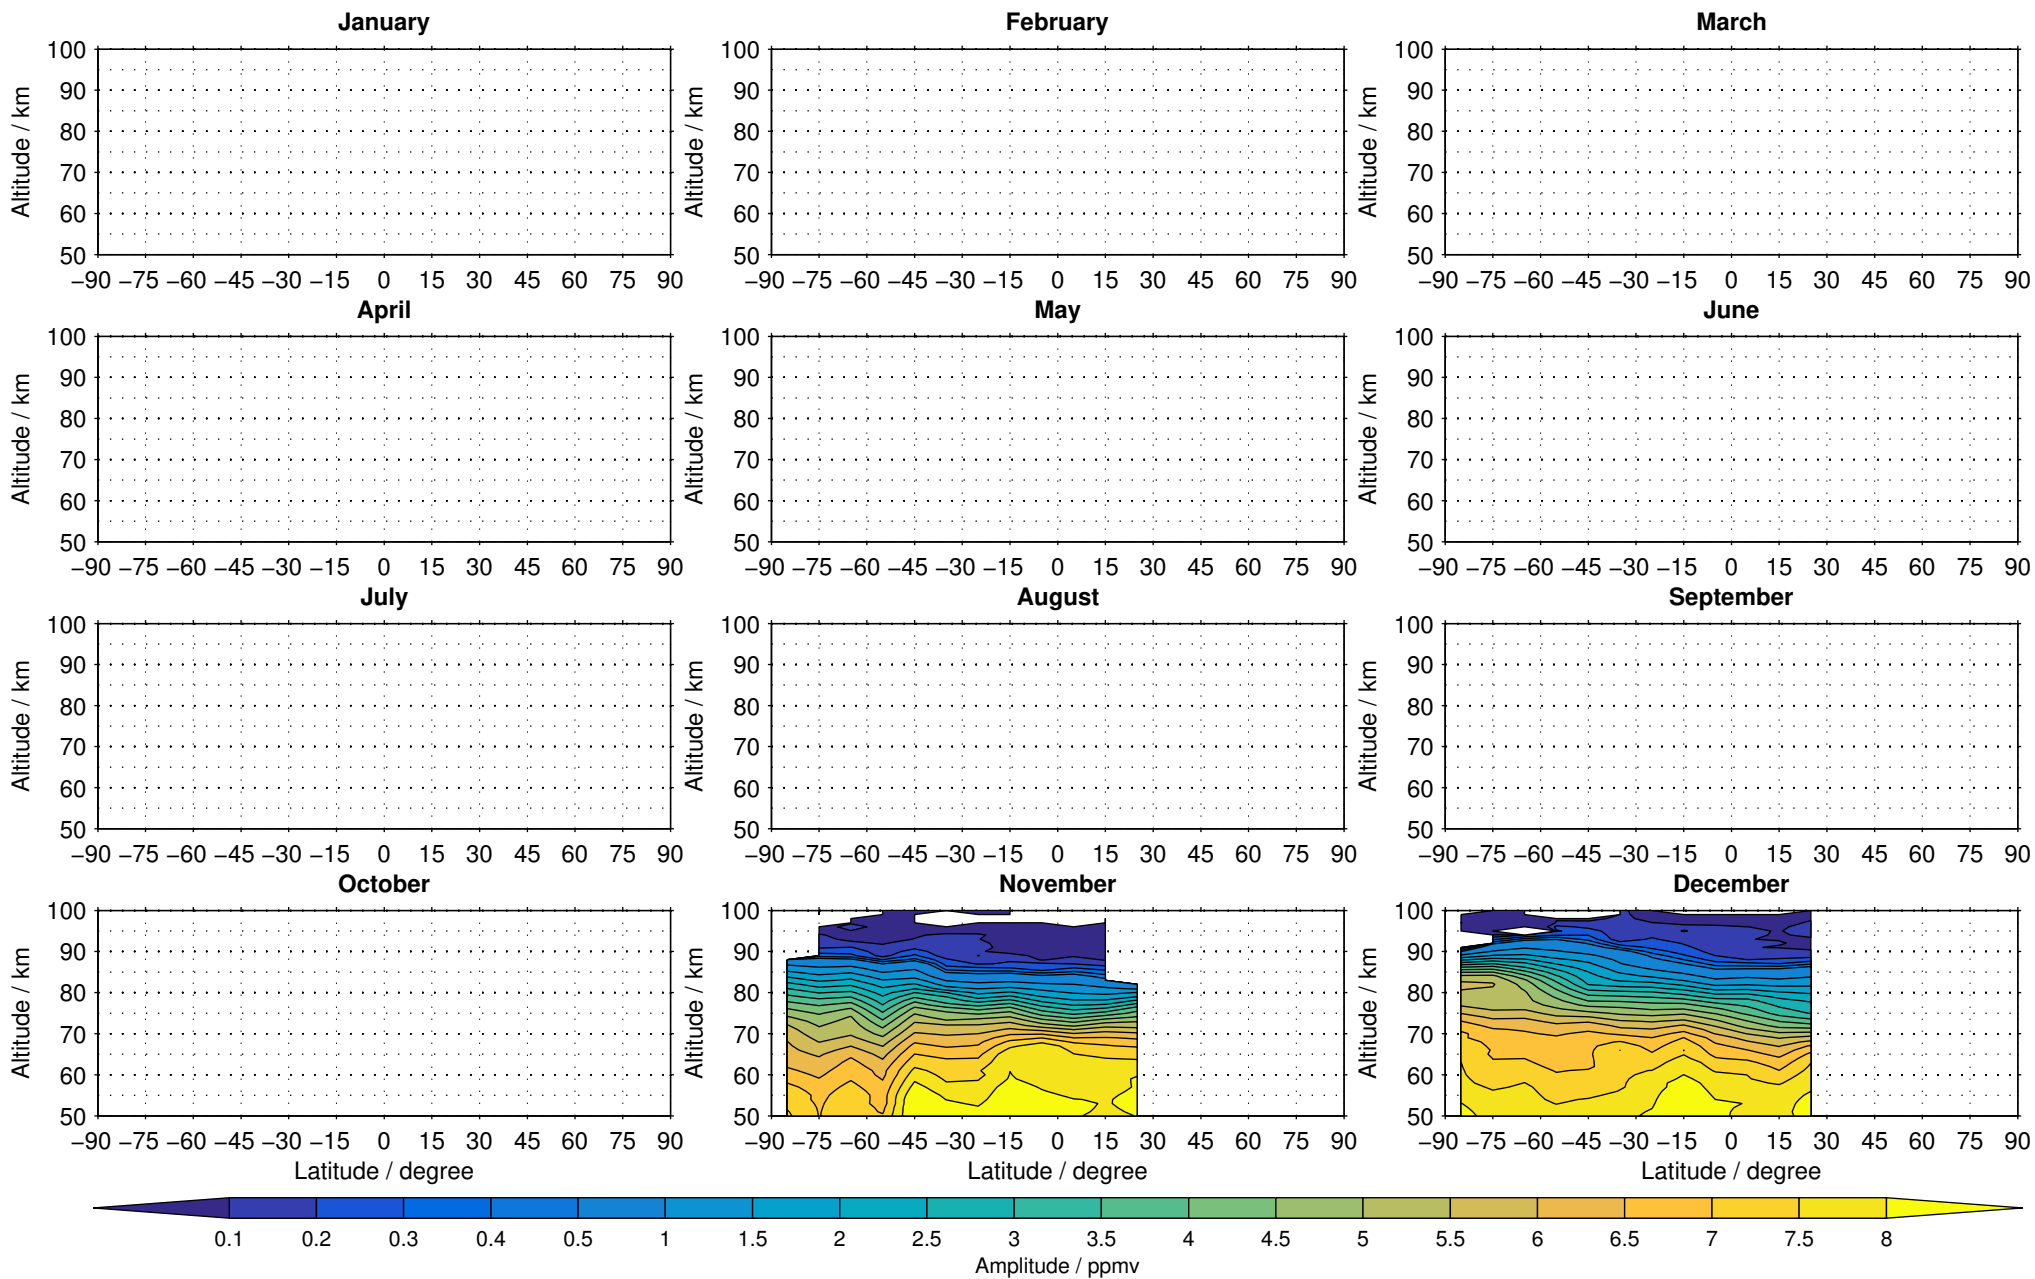 January February March
100 100 100
90 90 90
80 80 80
70 70 70
60 60 60
50 50 50
Altitude / km Altitude / km Altitude / km
−90 −75 −60 −45 −30 −15 0 15 30 45 60 75 90 −90 −75 −60 −45 −30 −15 0 15 30 45 60 75 90 −90 −75 −60 −45 −30 −15 0 15 30 45 60 75 90
April May June
100 100 100
90 90 90
80 80 80
70 70 70
60 60 60
50 50 50
Altitude / km Altitude / km Altitude / km
−90 −75 −60 −45 −30 −15 0 15 30 45 60 75 90 −90 −75 −60 −45 −30 −15 0 15 30 45 60 75 90 −90 −75 −60 −45 −30 −15 0 15 30 45 60 75 90
July August September
100 100 100
90 90 90
80 80 80
70 70 70
60 60 60
50 50 50
Altitude / km Altitude / km Altitude / km
−90 −75 −60 −45 −30 −15 0 15 30 45 60 75 90 −90 −75 −60 −45 −30 −15 0 15 30 45 60 75 90 −90 −75 −60 −45 −30 −15 0 15 30 45 60 75 90
October November December
100 100 100
90 90 90
80 80 80
70 70 70
60 60 60
50 50 50
Altitude / km Altitude / km Altitude / km
−90 −75 −60 −45 −30 −15 0 15 30 45 60 75 90 −90 −75 −60 −45 −30 −15 0 15 30 45 60 75 90 −90 −75 −60 −45 −30 −15 0 15 30 45 60 75 90
Latitude / degree Latitude / degree Latitude / degree
0.1 0.2 0.3 0.4 0.5 1 1.5 2 2.5 3 3.5 4 4.5 5 5.5 6 6.5 7 7.5 8
Amplitude / ppmv